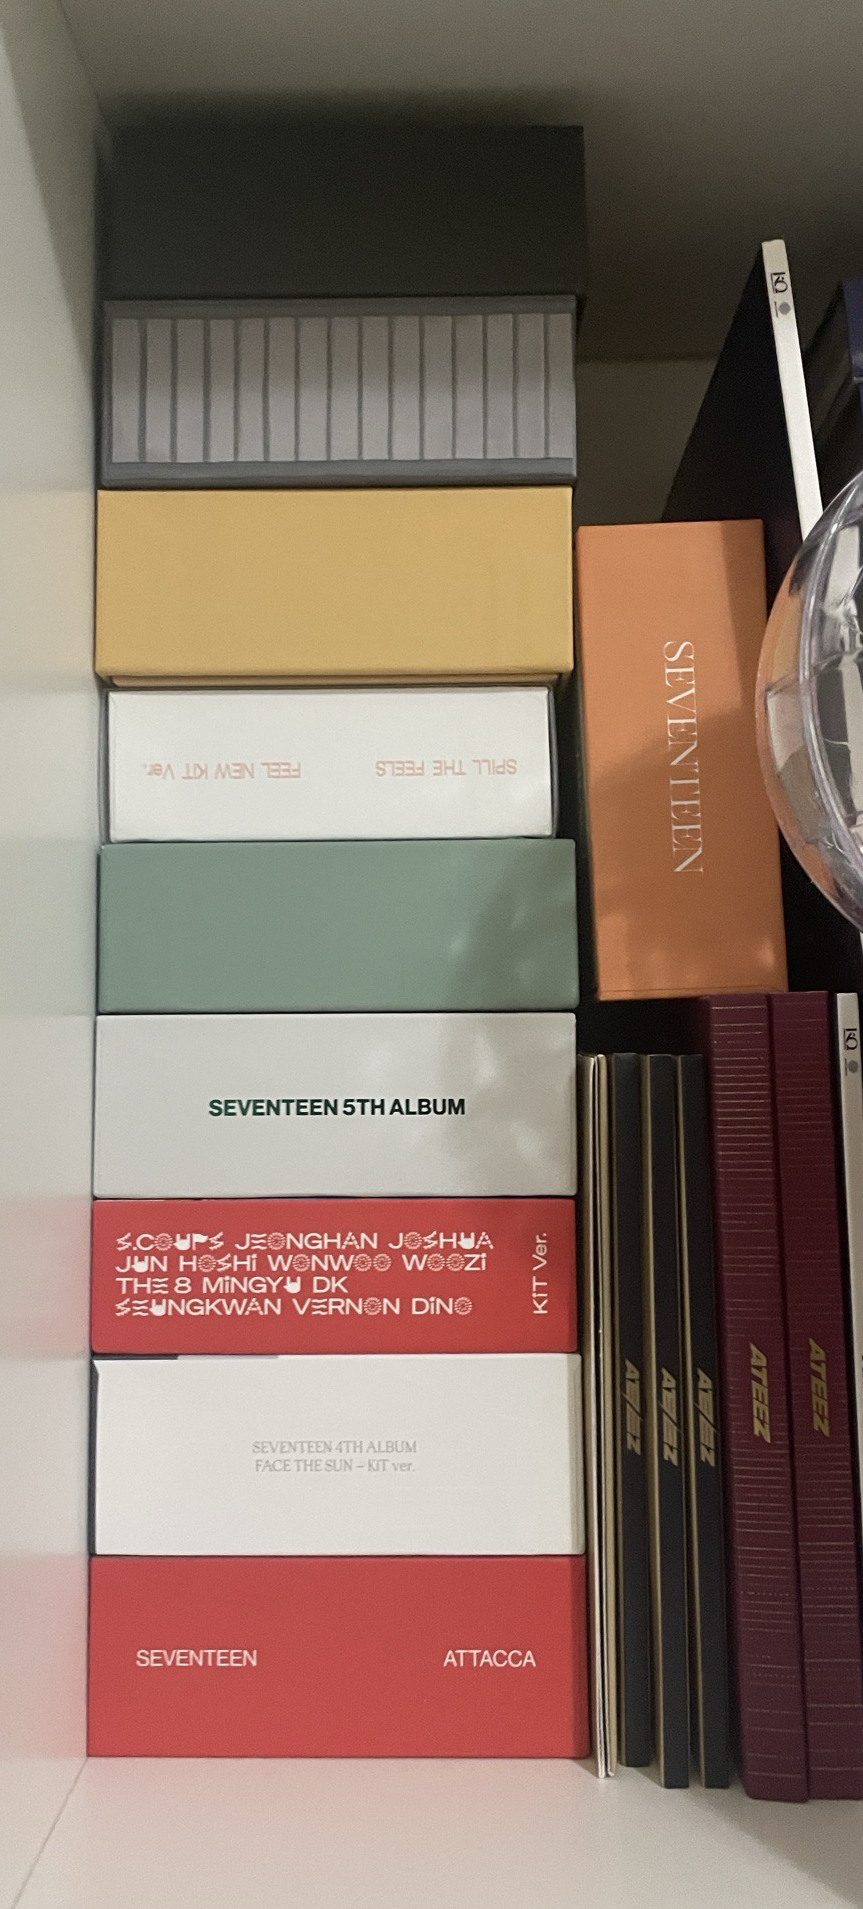 SPILL THE FEELS
FEEL NEW KIT Ver.
SEVENTEEN 5TH ALBUM
S.COUPS JEONGHAN JOSHUA
JUN HOSHi WONWOO WOOZi
THE 8 MiNGYU DK
SEUNGKWAN VERNON DiNO
KiT Ver.
SEVENTEEN 4TH ALBUM
FACE THE SUN – KiT ver.
SEVENTEEN
ATTACCA
SEVENTEEN
ATEEZ
ATEEZ
ATEEZ
ATEEZ
ATEEZ